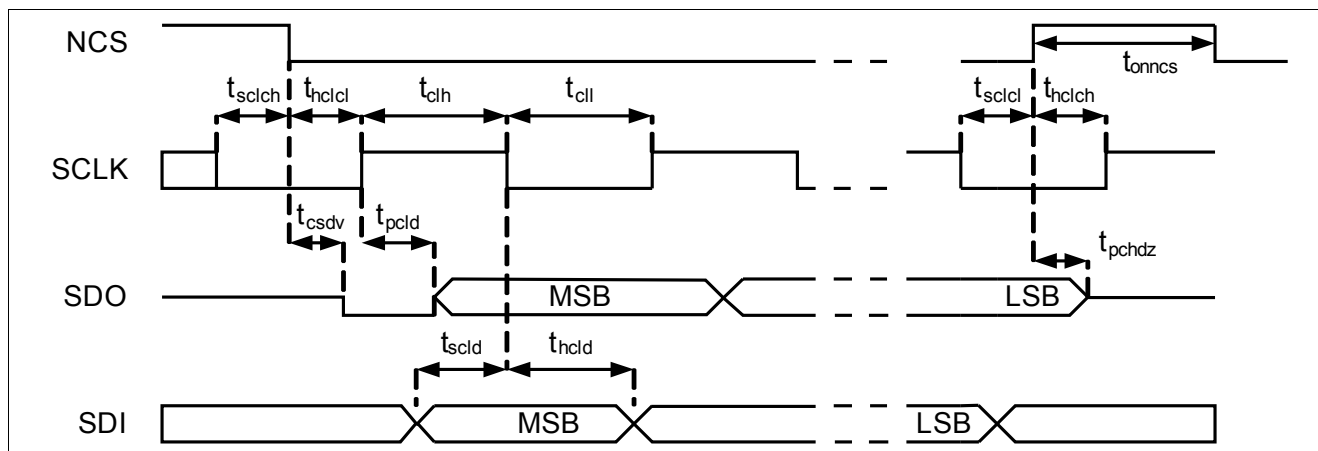 NCS
tonncs
tsclch thclcl tclh tcll tsclcl thclch
SCLK
tcsdv tpcld tpchdz
SDO MSB LSB
tscld thcld
SDI MSB LSB